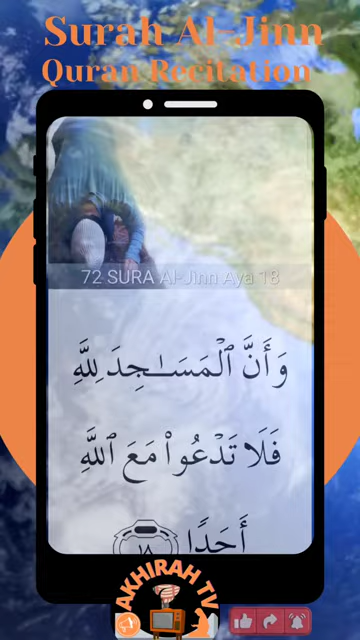 Surah Al-Jinn
Quran Recitation
72 SURA Al-Jinn Aya 18
وَأَنَّ ٱلْمَسَـٰجِدَ لِلَّهِ
فَلَا تَدْعُوا۟ مَعَ ٱللَّهِ
أَحَدًا ١٨
AKHIRAH TV